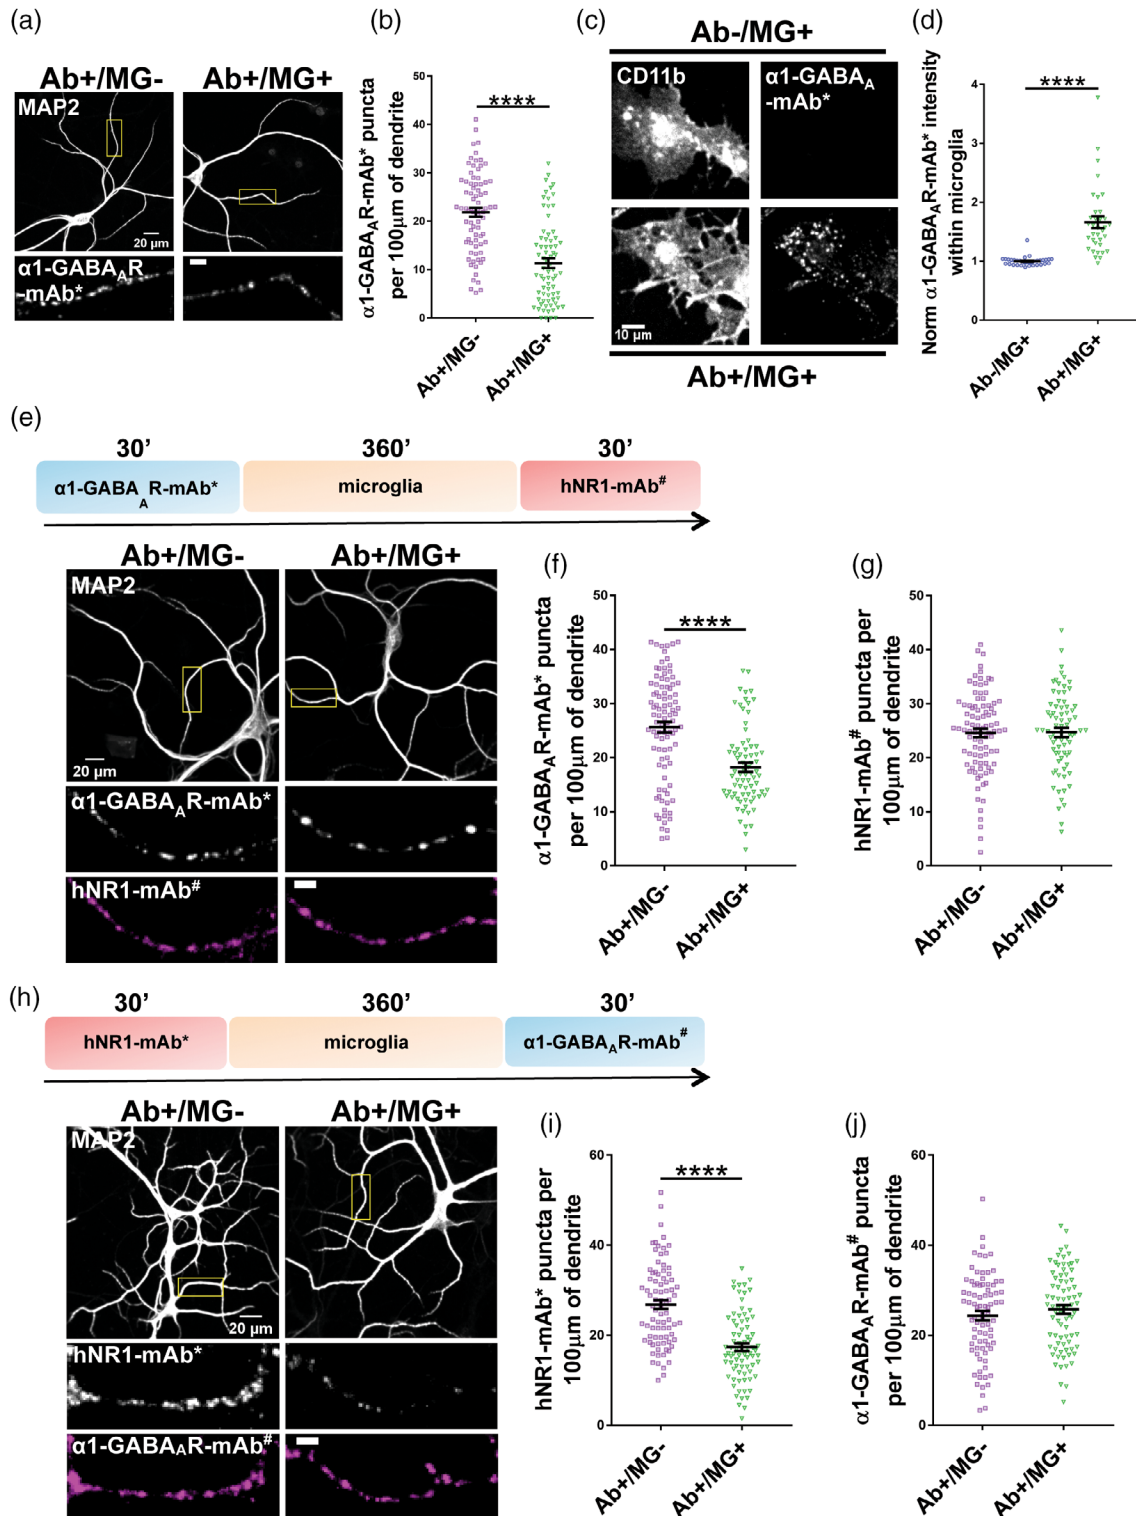 (a)
Ab+/MG-
Ab+/MG+
MAP2
20 µm
α1-GABAAR
-mAb*
(b)
α1-GABAAR-mAb* puncta
per 100µm of dendrite
50
40
30
20
10
0
****
Ab+/MG-
Ab+/MG+
(c)
Ab-/MG+
CD11b
α1-GABAA
-mAb*
10 µm
Ab+/MG+
(d)
Norm α1-GABAAR-mAb* intensity
within microglia
4
3
2
1
0
****
Ab-/MG+
Ab+/MG+
(e)
30’
360’
30’
α1-GABAAR-mAb*
microglia
hNR1-mAb#
Ab+/MG-
Ab+/MG+
MAP2
20 µm
α1-GABAAR-mAb*
hNR1-mAb#
(f)
α1-GABAAR-mAb* puncta
per 100µm of dendrite
50
40
30
20
10
0
****
Ab+/MG-
Ab+/MG+
(g)
hNR1-mAb# puncta per
100µm of dendrite
50
40
30
20
10
0
Ab+/MG-
Ab+/MG+
(h)
30’
360’
30’
hNR1-mAb*
microglia
α1-GABAAR-mAb#
Ab+/MG-
Ab+/MG+
MAP2
20 µm
hNR1-mAb*
α1-GABAAR-mAb#
(i)
hNR1-mAb* puncta per
100µm of dendrite
60
40
20
0
****
Ab+/MG-
Ab+/MG+
(j)
α1-GABAAR-mAb# puncta
per 100µm of dendrite
60
40
20
0
Ab+/MG-
Ab+/MG+